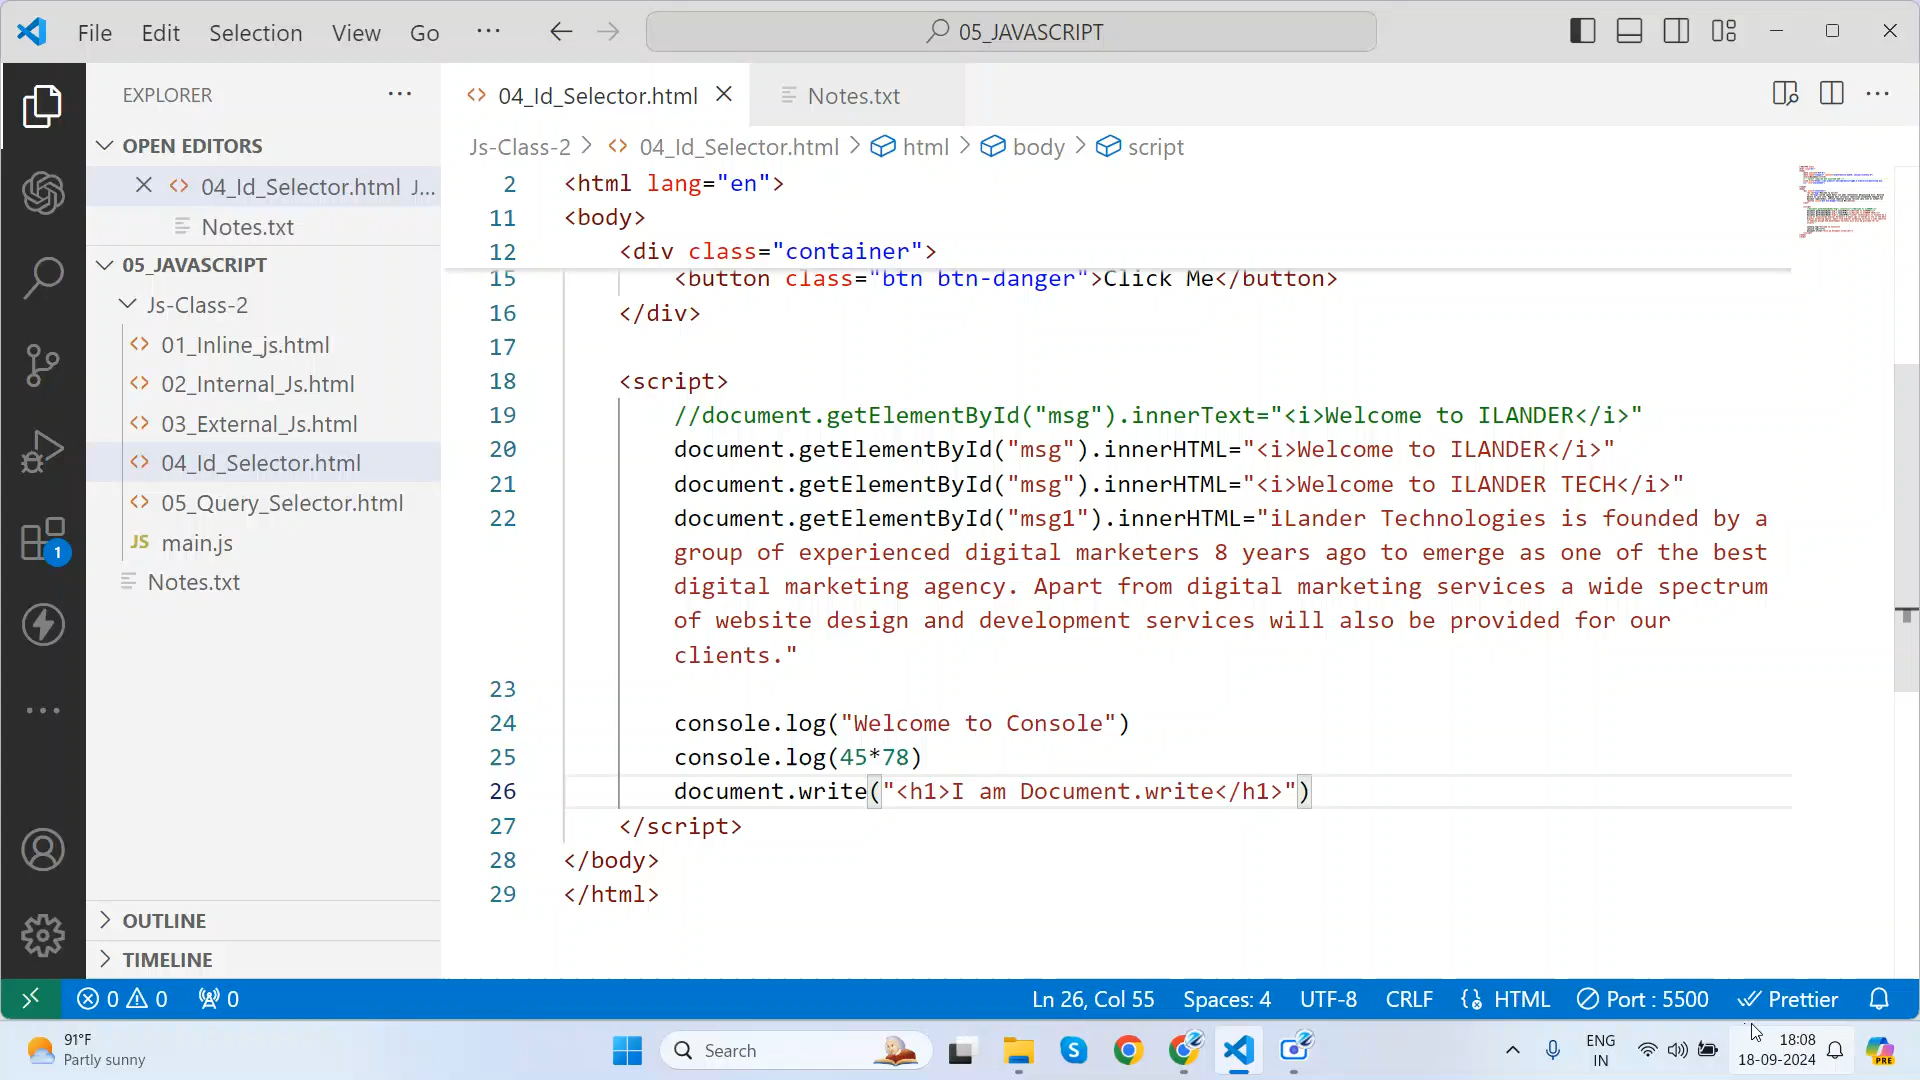 File Edit Selection View Go ··· 05_JAVASCRIPT
EXPLORER ···
OPEN EDITORS
04_Id_Selector.html J...
Notes.txt
05_JAVASCRIPT
Js-Class-2
01_Inline_js.html
02_Internal_Js.html
03_External_Js.html
04_Id_Selector.html
05_Query_Selector.html
JS main.js
Notes.txt
OUTLINE
TIMELINE
1
04_Id_Selector.html Notes.txt
Js-Class-2 > 04_Id_Selector.html > html > body > script
2 <html lang="en">
11 <body>
12 <div class="container">
15 <button class="btn btn-danger">Click Me</button>
16 </div>
17
18 <script>
19 //document.getElementById("msg").innerText="<i>Welcome to ILANDER</i>"
20 document.getElementById("msg").innerHTML="<i>Welcome to ILANDER</i>"
21 document.getElementById("msg").innerHTML="<i>Welcome to ILANDER TECH</i>"
22 document.getElementById("msg1").innerHTML="iLander Technologies is founded by a
group of experienced digital marketers 8 years ago to emerge as one of the best
digital marketing agency. Apart from digital marketing services a wide spectrum
of website design and development services will also be provided for our
clients."
23
24 console.log("Welcome to Console")
25 console.log(45*78)
26 document.write("<h1>I am Document.write</h1>")
27 </script>
28 </body>
29 </html>
0 0 0 Ln 26, Col 55 Spaces: 4 UTF-8 CRLF HTML Port : 5500 Prettier
91°F
Partly sunny
Search
ENG
IN
18:08
18-09-2024
PRE